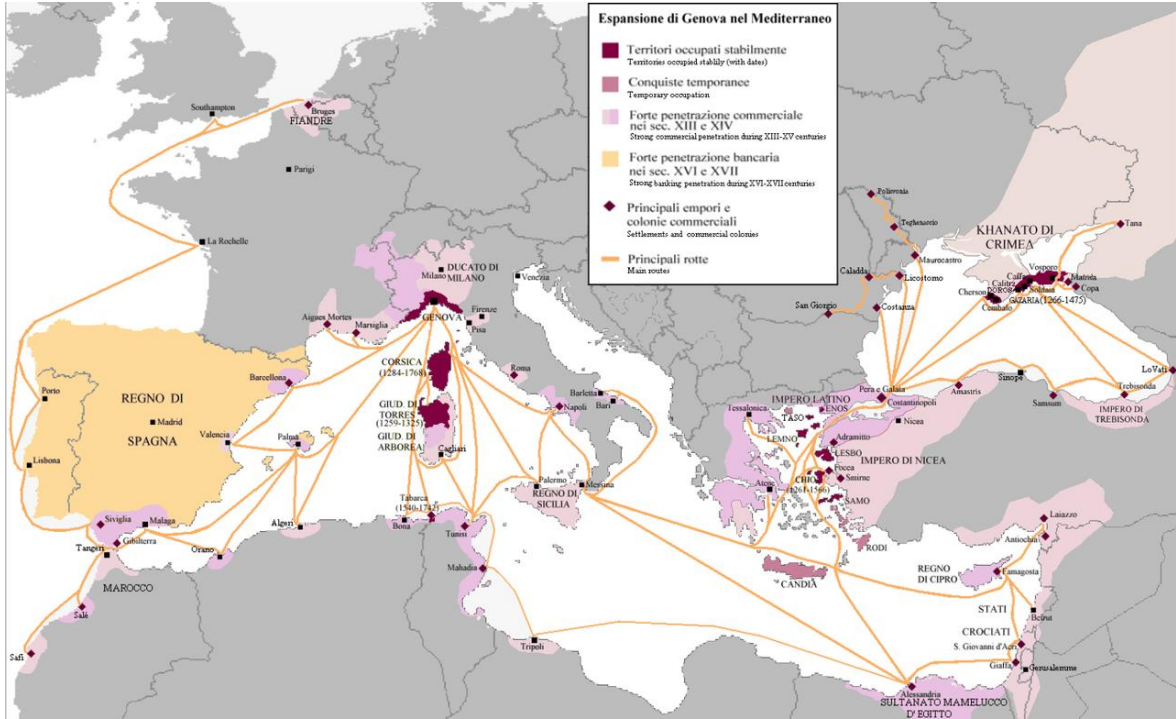 Espansione di Genova nel Mediterraneo
Territori occupati stabilmente
Territories occupied stablily (with dates)
Conquiste temporanee
Temporary occupation
Forte penetrazione commerciale
nei sec. XIII e XIV
Strong commercial penetration during XIII-XV centuries
Forte penetrazione bancaria
nei sec. XVI e XVII
Strong banking penetration during XVI-XVII centuries
Principali empori e
colonie commerciali
Settlements and commercial colonies
Principali rotte
Main routes
Southampton
Bruges
FIANDRE
Parigi
La Rochelle
DUCATO DI
MILANO
Milano
Venezia
GENOVA
Firenze
Pisa
Aigues Mortes
Marsiglia
CORSICA
(1284-1768)
GIUD. DI
TORRES
(1259-1325)
GIUD. DI
ARBOREA
Cagliari
Roma
Napoli
Barletta
Bari
Barcellona
Porto
REGNO DI
SPAGNA
Madrid
Valencia
Palma
Lisbona
Siviglia
Malaga
Gibilterra
Tangeri
MAROCCO
Salé
Safi
Orano
Algeri
Bona
Tabarca
(1540-1742)
Tunisi
Mahadia
Tripoli
Palermo
Messina
REGNO DI
SICILIA
Polievonia
Teghenaccio
Maurocastro
Caladda
Licostomo
San Giorgio
Costanza
KHANATO DI
CRIMEA
Tana
Vosporo
Caffa
Matrida
Calitra
Soldaia
Copa
DOROS
Cherson
Cembalo
GAZARIA (1266-1475)
LoVati
Sinope
Trebisonda
Samsum
IMPERO DI
TREBISONDA
Amastris
Pera e Galata
Costantinopoli
IMPERO LATINO
ENOS
Tessalonica
TASO
Nicea
LEMNO
Adramitto
LESBO
IMPERO DI NICEA
Focea
Smirne
CHIO
(1261-1566)
Atene
SAMO
RODI
CANDIA
Laiazzo
Antiochia
REGNO
DI CIPRO
Famagosta
STATI
CROCIATI
Beirut
S. Giovanni d'Acri
Giaffa
Gerusalemme
Alessandria
SULTANATO MAMELUCCO
D' EGITTO